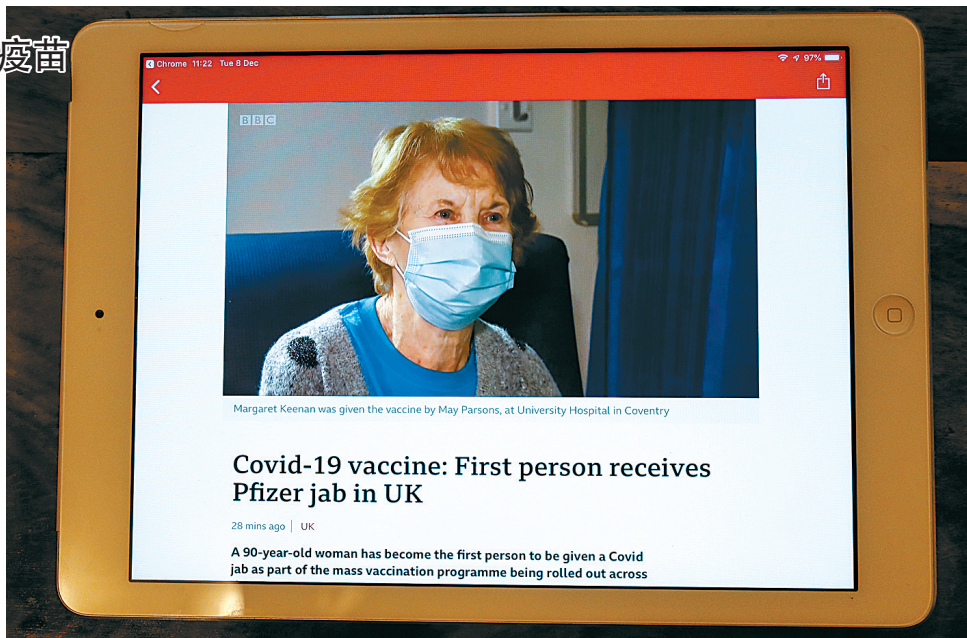 疫苗
Chrome 11:22 Tue 8 Dec
97%
BBC
Margaret Keenan was given the vaccine by May Parsons, at University Hospital in Coventry
Covid-19 vaccine: First person receives
Pfizer jab in UK
28 mins ago | UK
A 90-year-old woman has become the first person to be given a Covid
jab as part of the mass vaccination programme being rolled out across